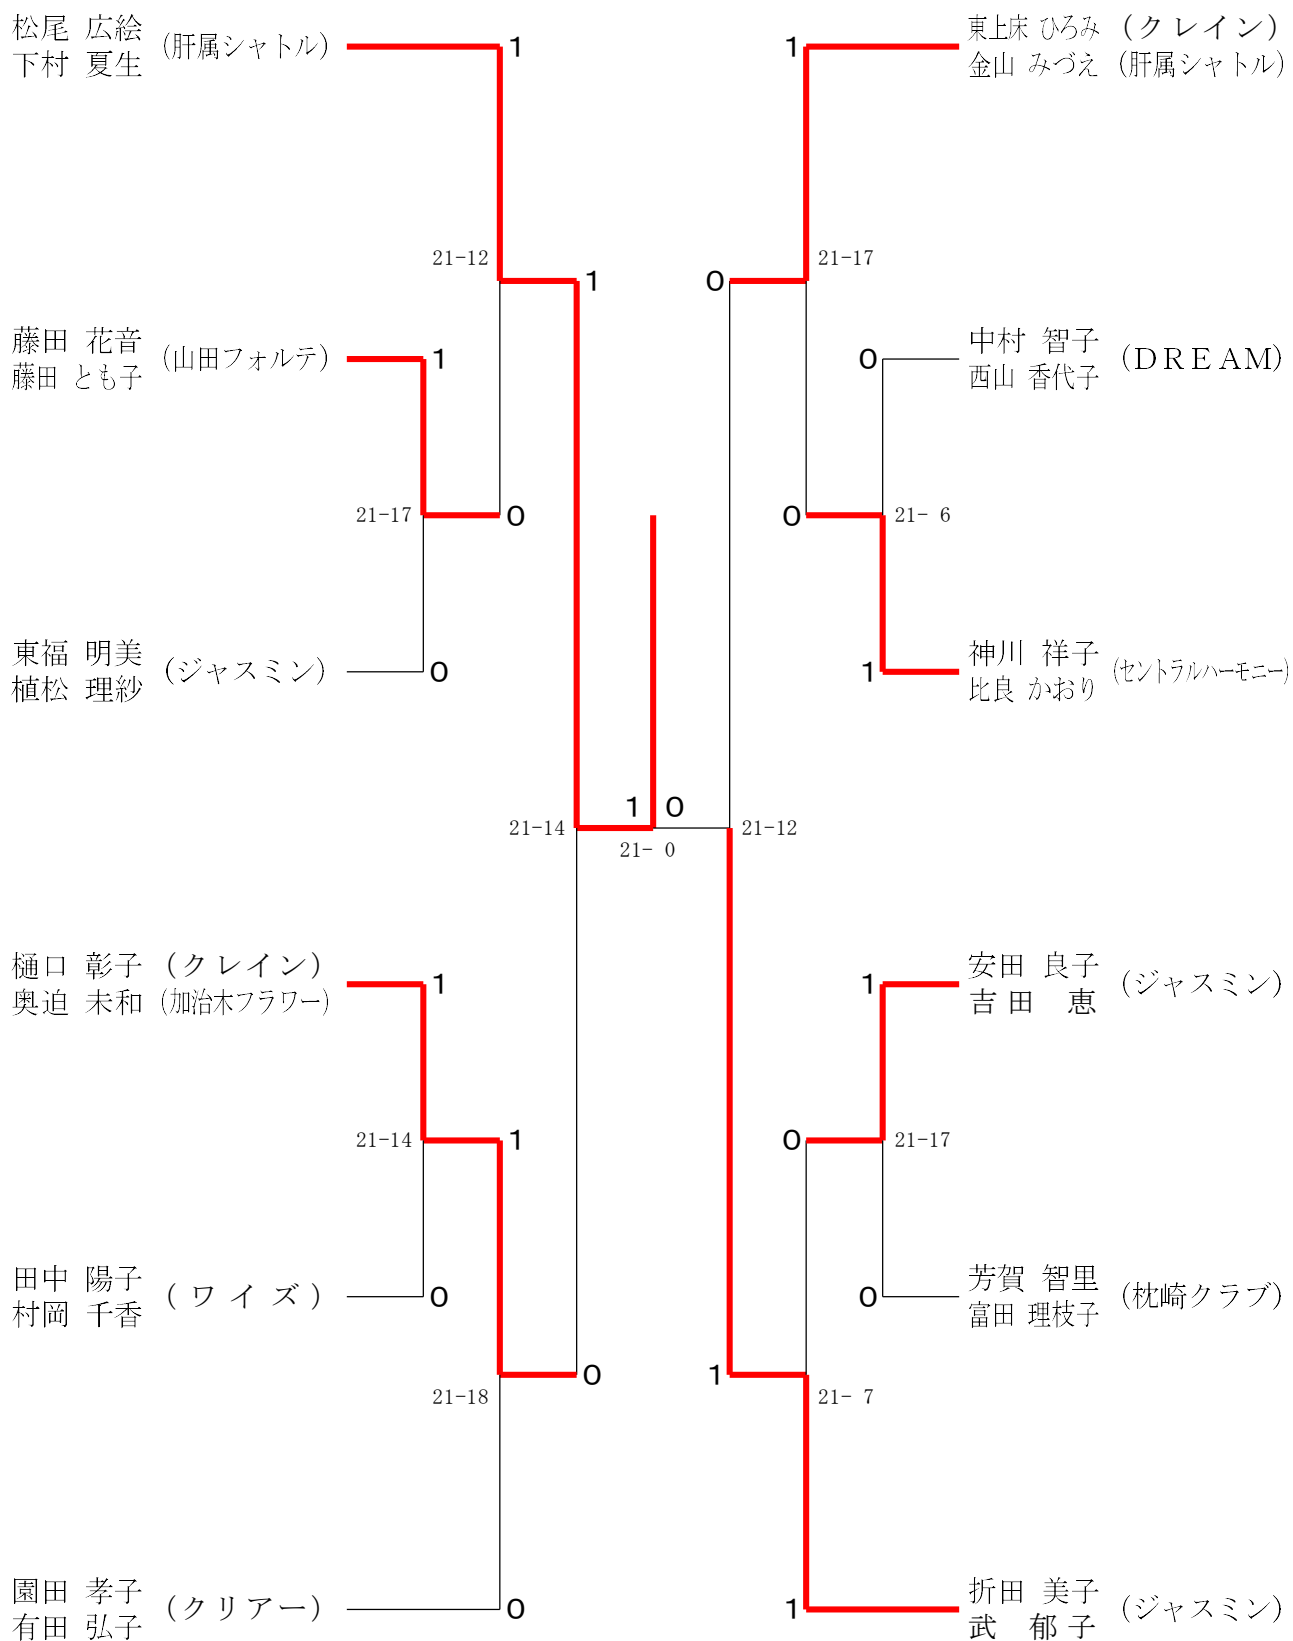 松尾 広絵
下村 夏生
(肝属シャトル)
1
21-12
1
藤田 花音
藤田 とも子
(山田フォルテ)
1
21-17
0
東福 明美
植松 理紗
(ジャスミン)
0
21-14
1
0
21- 0
樋口 彰子 (クレイン)
奥迫 未和 (加治木フラワー)
1
21-14
1
田中 陽子
村岡 千香
(ワイズ)
0
21-18
0
園田 孝子
有田 弘子
(クリアー)
0
1
東上床 ひろみ (クレイン)
金山 みづえ (肝属シャトル)
0
21-17
0
中村 智子
西山 香代子
(DREAM)
0
21- 6
1
神川 祥子
比良 かおり
(セントラルハーモニー)
21-12
1
安田 良子
吉田 恵
(ジャスミン)
0
21-17
0
芳賀 智里
富田 理枝子
(枕崎クラブ)
1
21- 7
1
折田 美子
武 郁子
(ジャスミン)